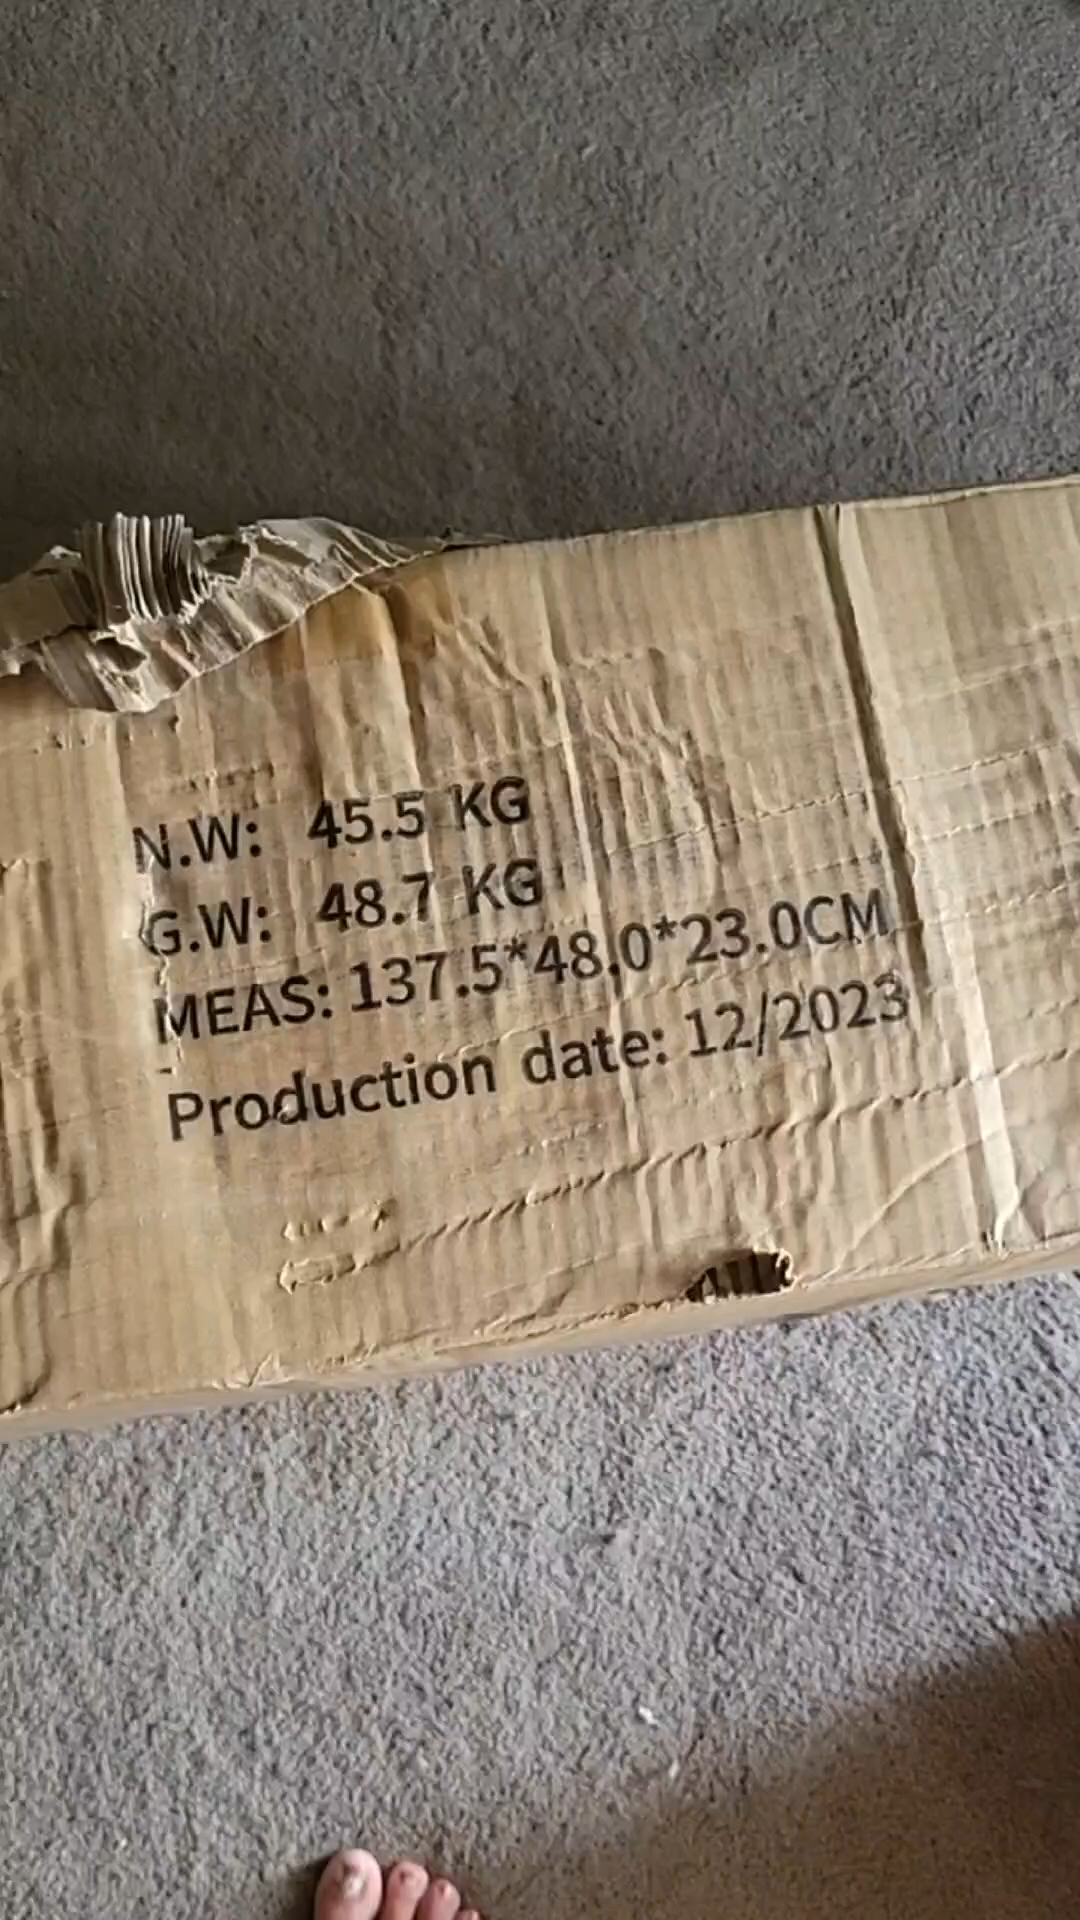 N.W: 45.5 KG
G.W: 48.7 KG
MEAS: 137.5*48.0*23.0CM
Production date: 12/2023